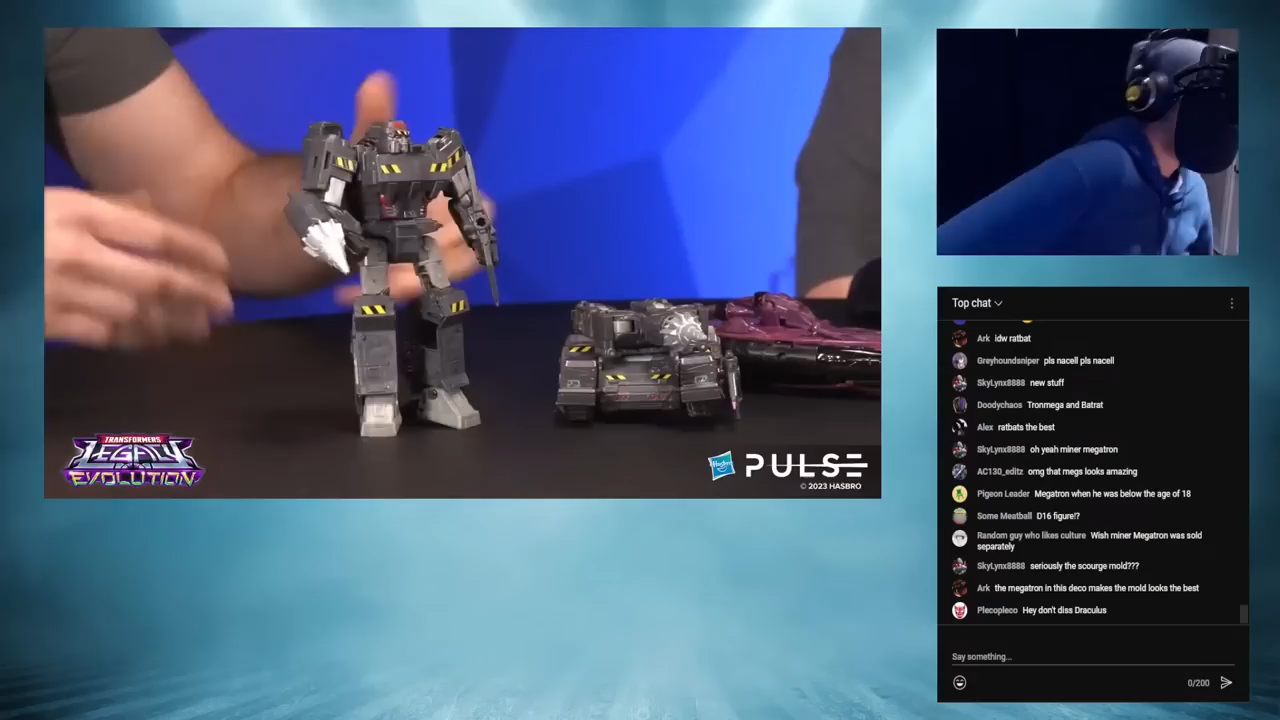 TRANSFORMERS
LEGACY
EVOLUTION
Hasbro
PULSE
© 2023 HASBRO
Top chat
Ark idw ratbat
Greyhoundsniper pls nacell pls nacell
SkyLynx8888 new stuff
Doodychaos Tronmega and Batrat
Alex ratbats the best
SkyLynx8888 oh yeah miner megatron
AC130_editz omg that megs looks amazing
Pigeon Leader Megatron when he was below the age of 18
Some Meatball D16 figure!?
Random guy who likes culture Wish miner Megatron was sold
separately
SkyLynx8888 seriously the scourge mold???
Ark the megatron in this deco makes the mold looks the best
Plecopleco Hey don't diss Draculus
Say something...
0/200